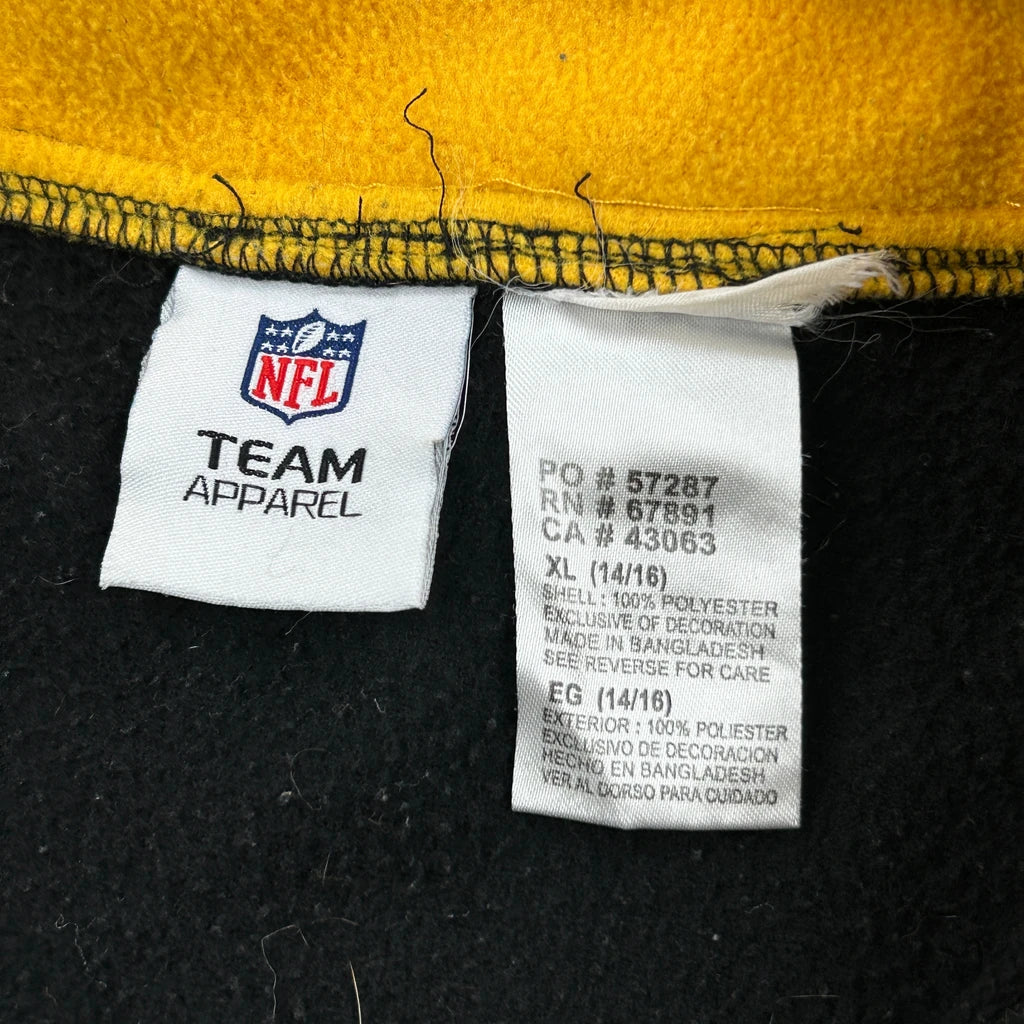 NFL
TEAM
APPAREL
PO # 57287
RN # 67891
CA # 43063
XL (14/16)
SHELL : 100% POLYESTER
EXCLUSIVE OF DECORATION
MADE IN BANGLADESH
SEE REVERSE FOR CARE
EG (14/16)
EXTERIOR : 100% POLIESTER
EXCLUSIVO DE DECORACION
HECHO EN BANGLADESH
VER AL DORSO PARA CUIDADO